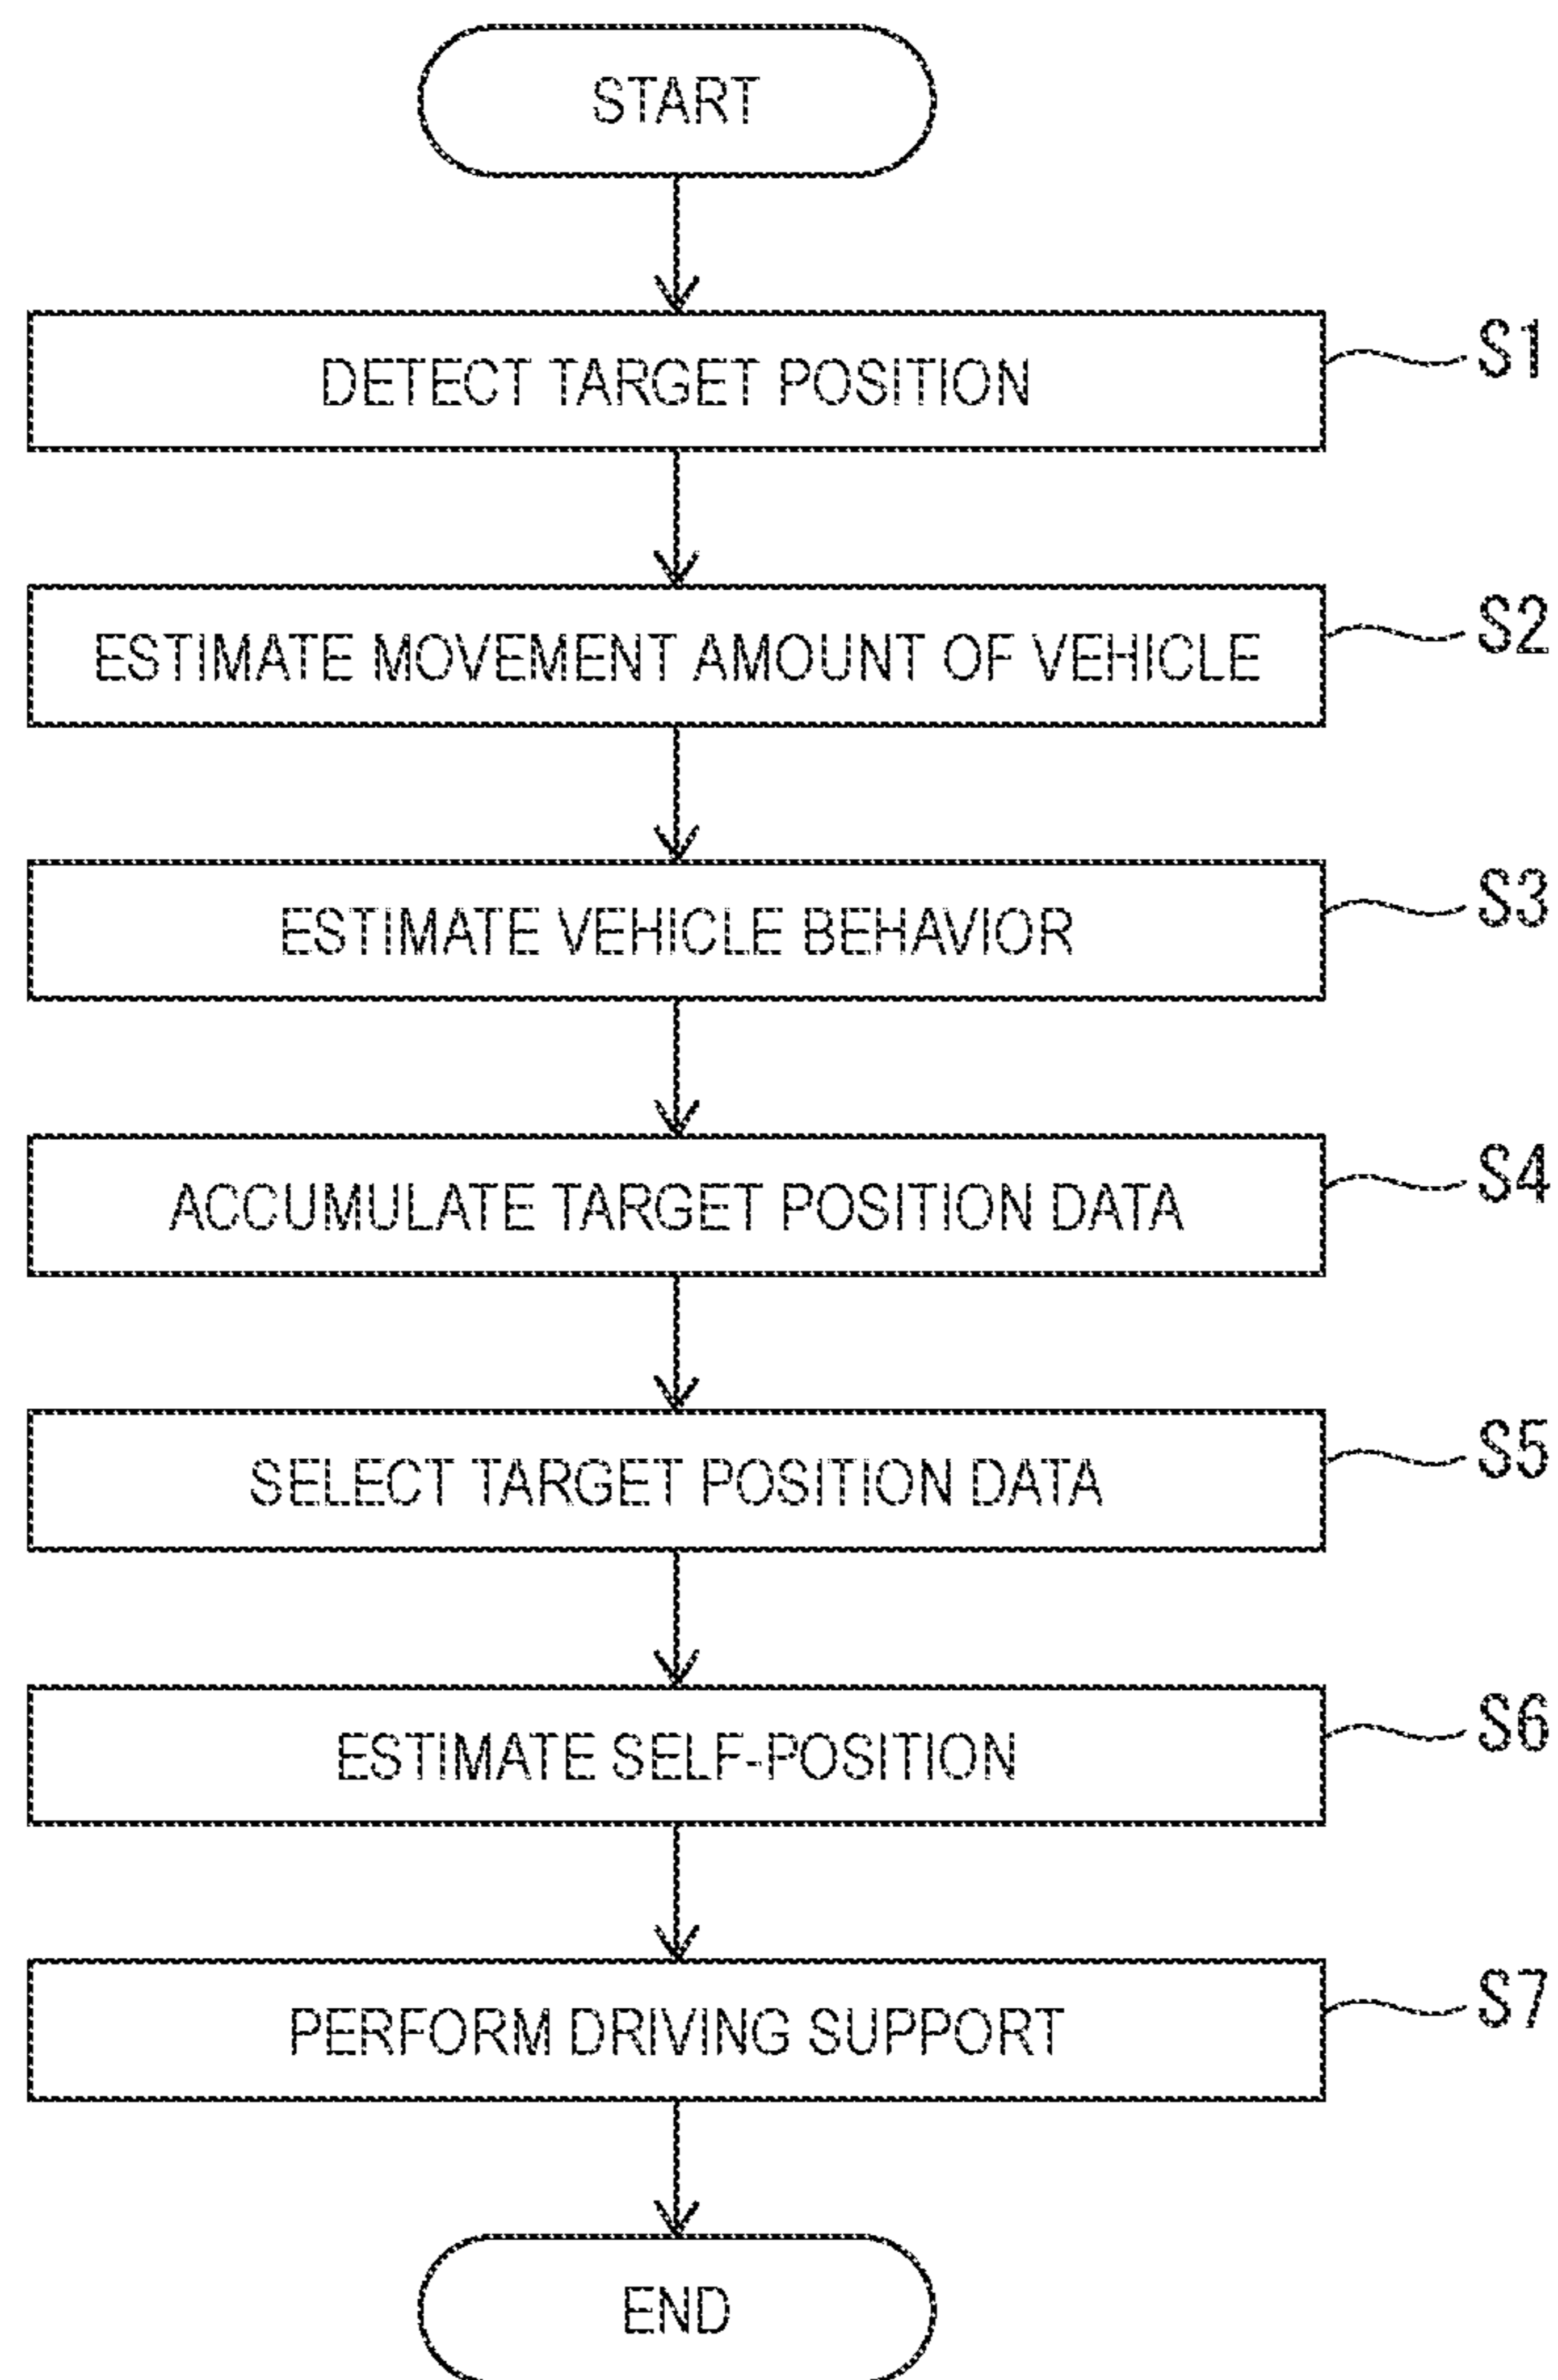 START
DETECT TARGET POSITION
S1
ESTIMATE MOVEMENT AMOUNT OF VEHICLE
S2
ESTIMATE VEHICLE BEHAVIOR
S3
ACCUMULATE TARGET POSITION DATA
S4
SELECT TARGET POSITION DATA
S5
ESTIMATE SELF-POSITION
S6
PERFORM DRIVING SUPPORT
S7
END